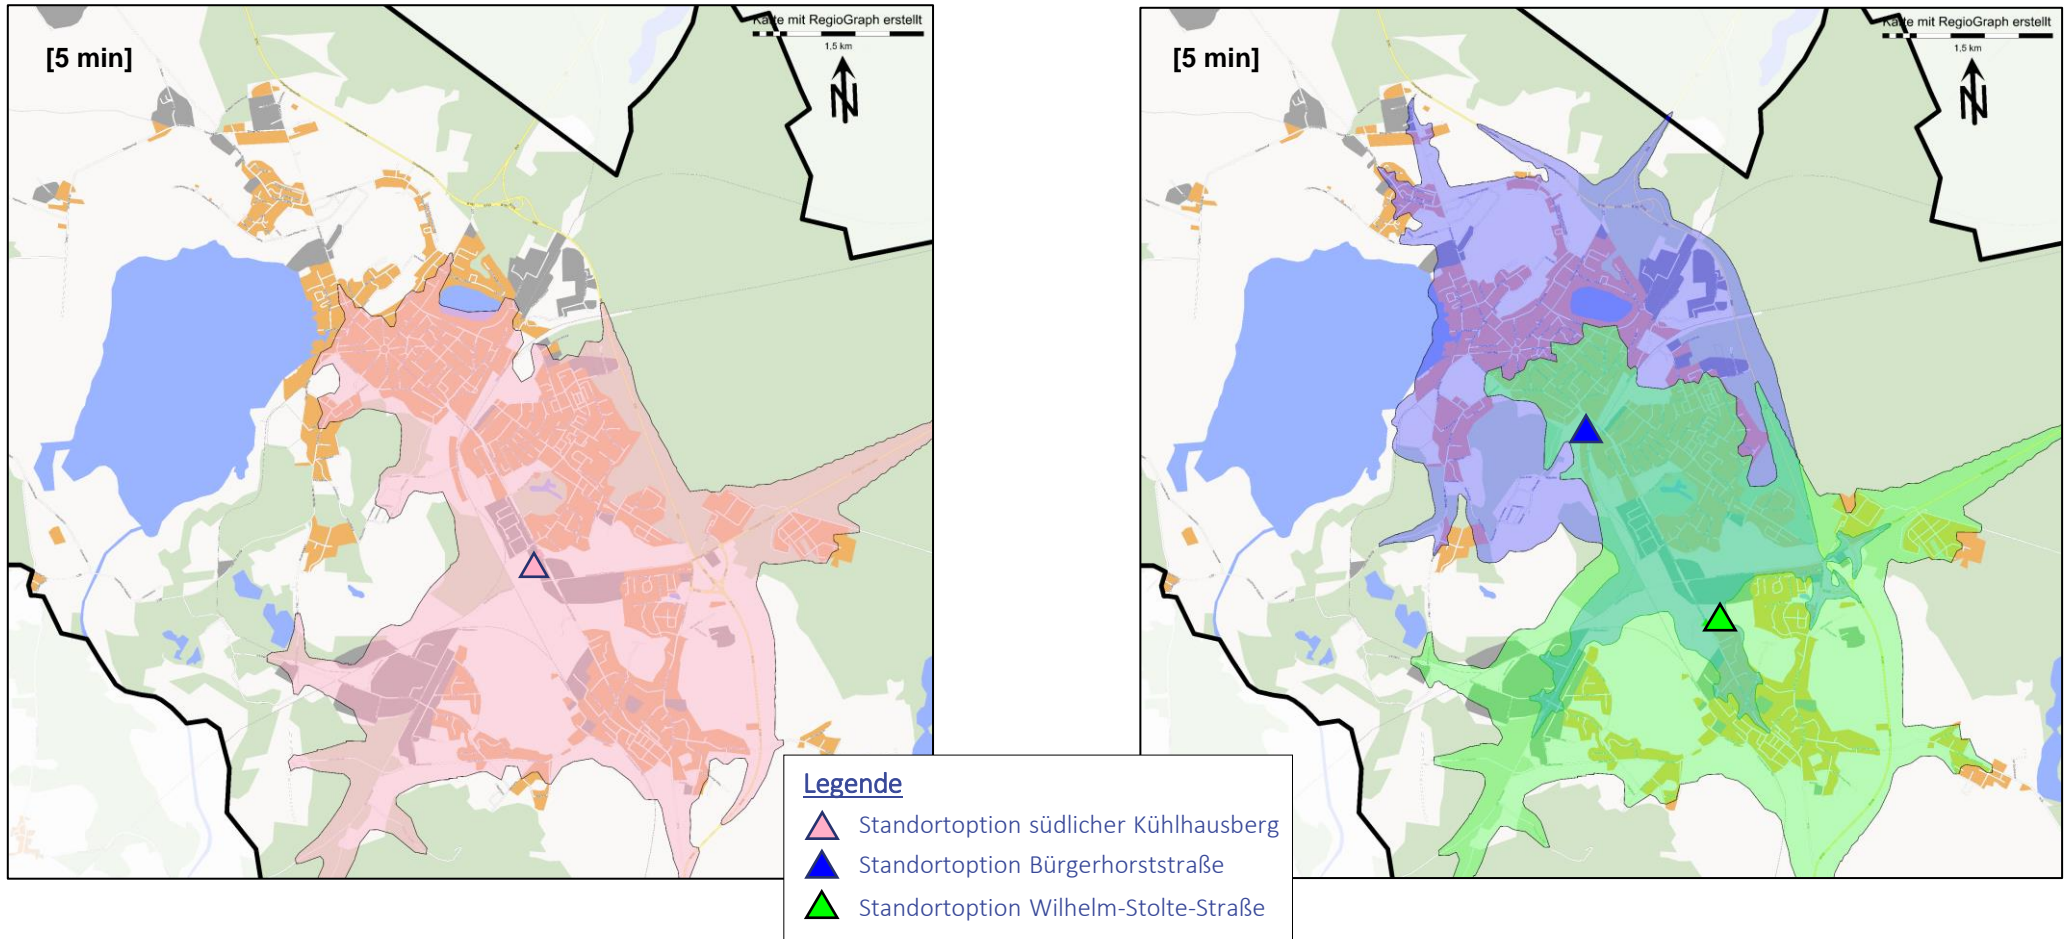 Karte mit RegioGraph erstellt
1,5 km
[5 min]
N
Karte mit RegioGraph erstellt
1,5 km
[5 min]
N
Legende
Standortoption südlicher Kühlhausberg
Standortoption Bürgerhorststraße
Standortoption Wilhelm-Stolte-Straße